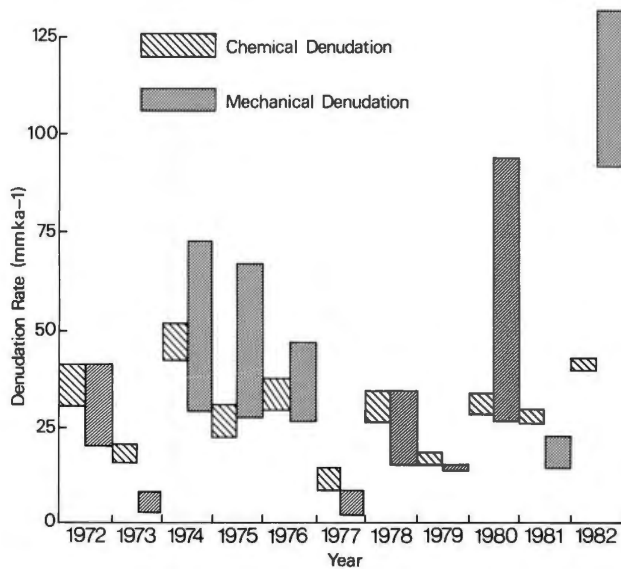 125
Chemical Denudation
Mechanical Denudation
100
75
50
25
0
Denudation Rate (mmka-1)
1972 1973 1974 1975 1976 1977 1978 1979 1980 1981 1982
Year